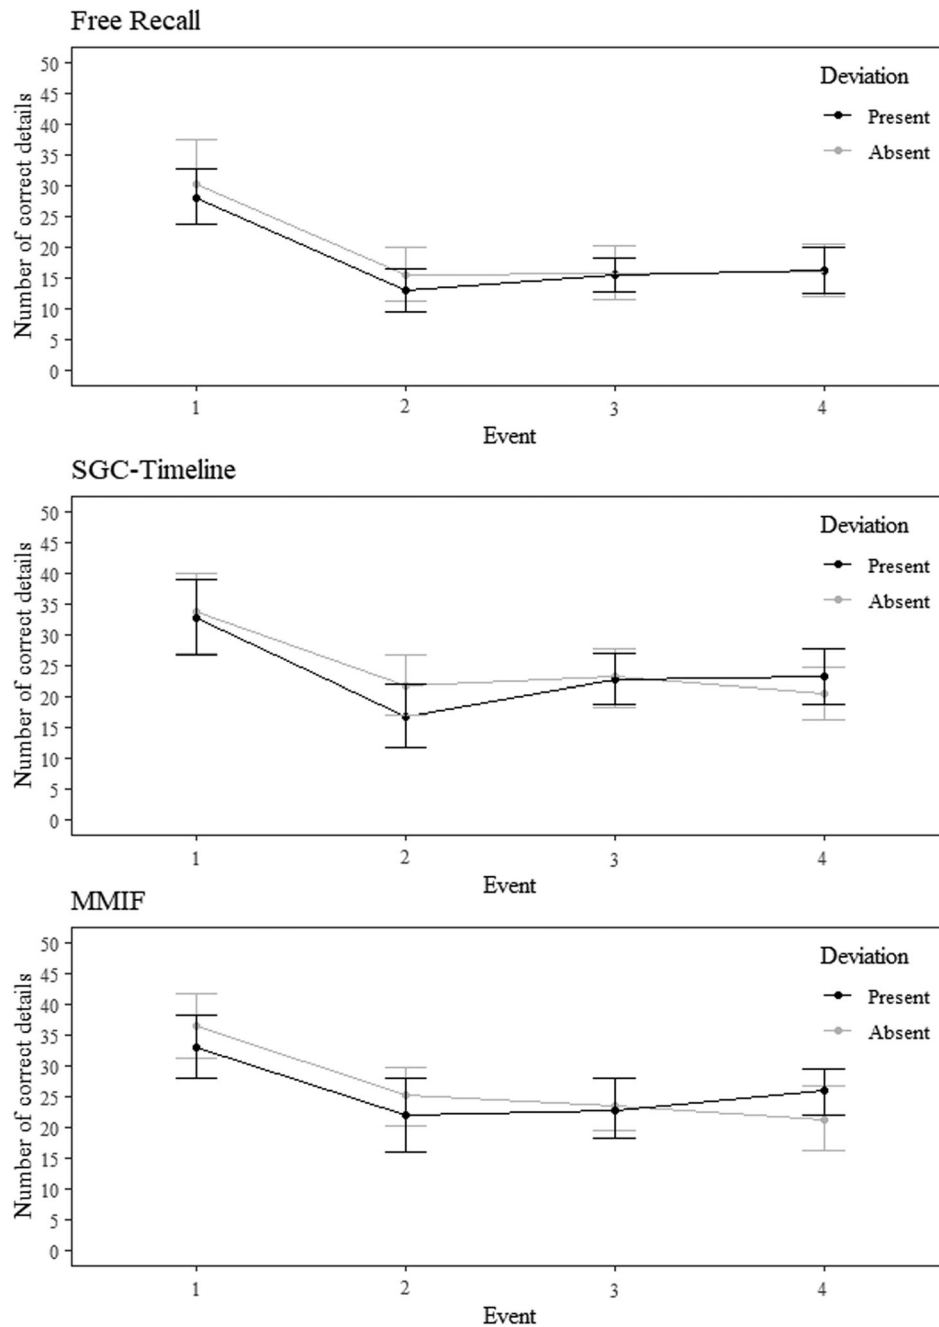 Free Recall
Number of correct details
50
45
40
35
30
25
20
15
10
5
0
Deviation
Present
Absent
1 2 3 4
Event
SGC-Timeline
Number of correct details
50
45
40
35
30
25
20
15
10
5
0
Deviation
Present
Absent
1 2 3 4
Event
MMIF
Number of correct details
50
45
40
35
30
25
20
15
10
5
0
Deviation
Present
Absent
1 2 3 4
Event